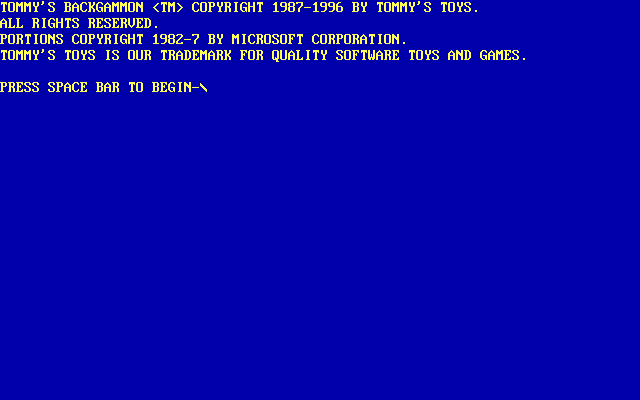 TOMMY'S BACKGAMMON <TM> COPYRIGHT 1987-1996 BY TOMMY'S TOYS.
ALL RIGHTS RESERVED.
PORTIONS COPYRIGHT 1982-7 BY MICROSOFT CORPORATION.
TOMMY'S TOYS IS OUR TRADEMARK FOR QUALITY SOFTWARE TOYS AND GAMES.
PRESS SPACE BAR TO BEGIN-\